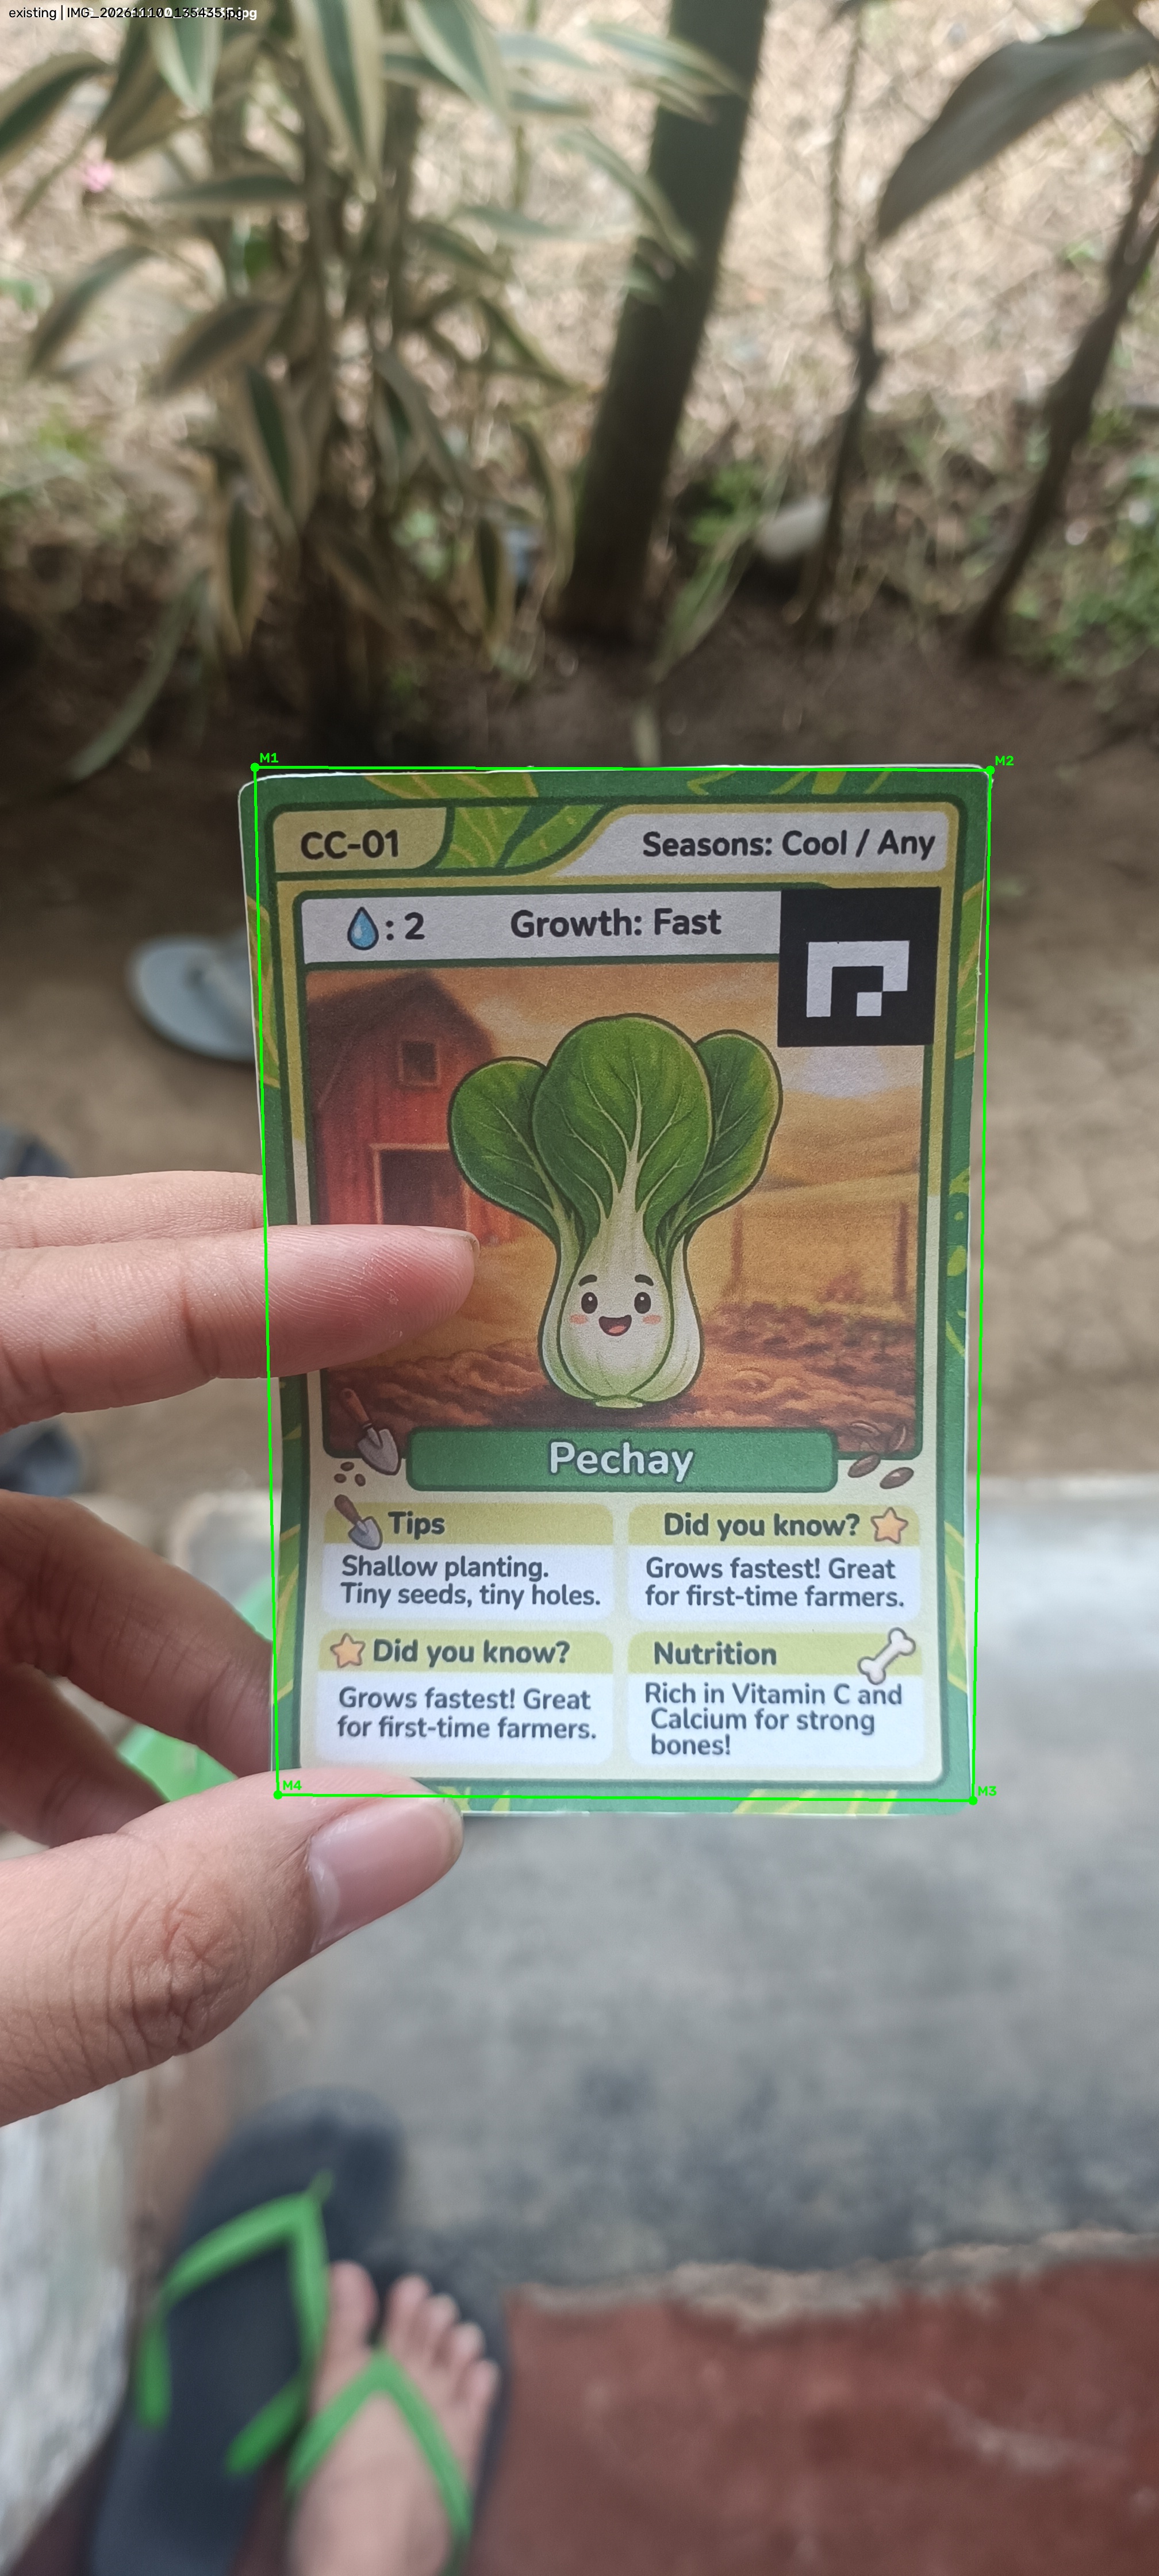 CC-01
Seasons: Cool / Any
: 2
Growth: Fast
Pechay
Tips
Shallow planting.
Tiny seeds, tiny holes.
Did you know?
Grows fastest! Great
for first-time farmers.
Did you know?
Grows fastest! Great
for first-time farmers.
Nutrition
Rich in Vitamin C and
Calcium for strong
bones!
M1
M2
M3
M4